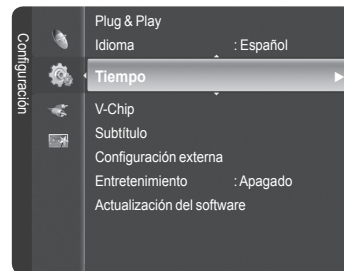 Configuración
Plug & Play
Idioma : Español
Tiempo
V-Chip
Subtítulo
Configuración externa
Entretenimiento : Apagado
Actualización del software